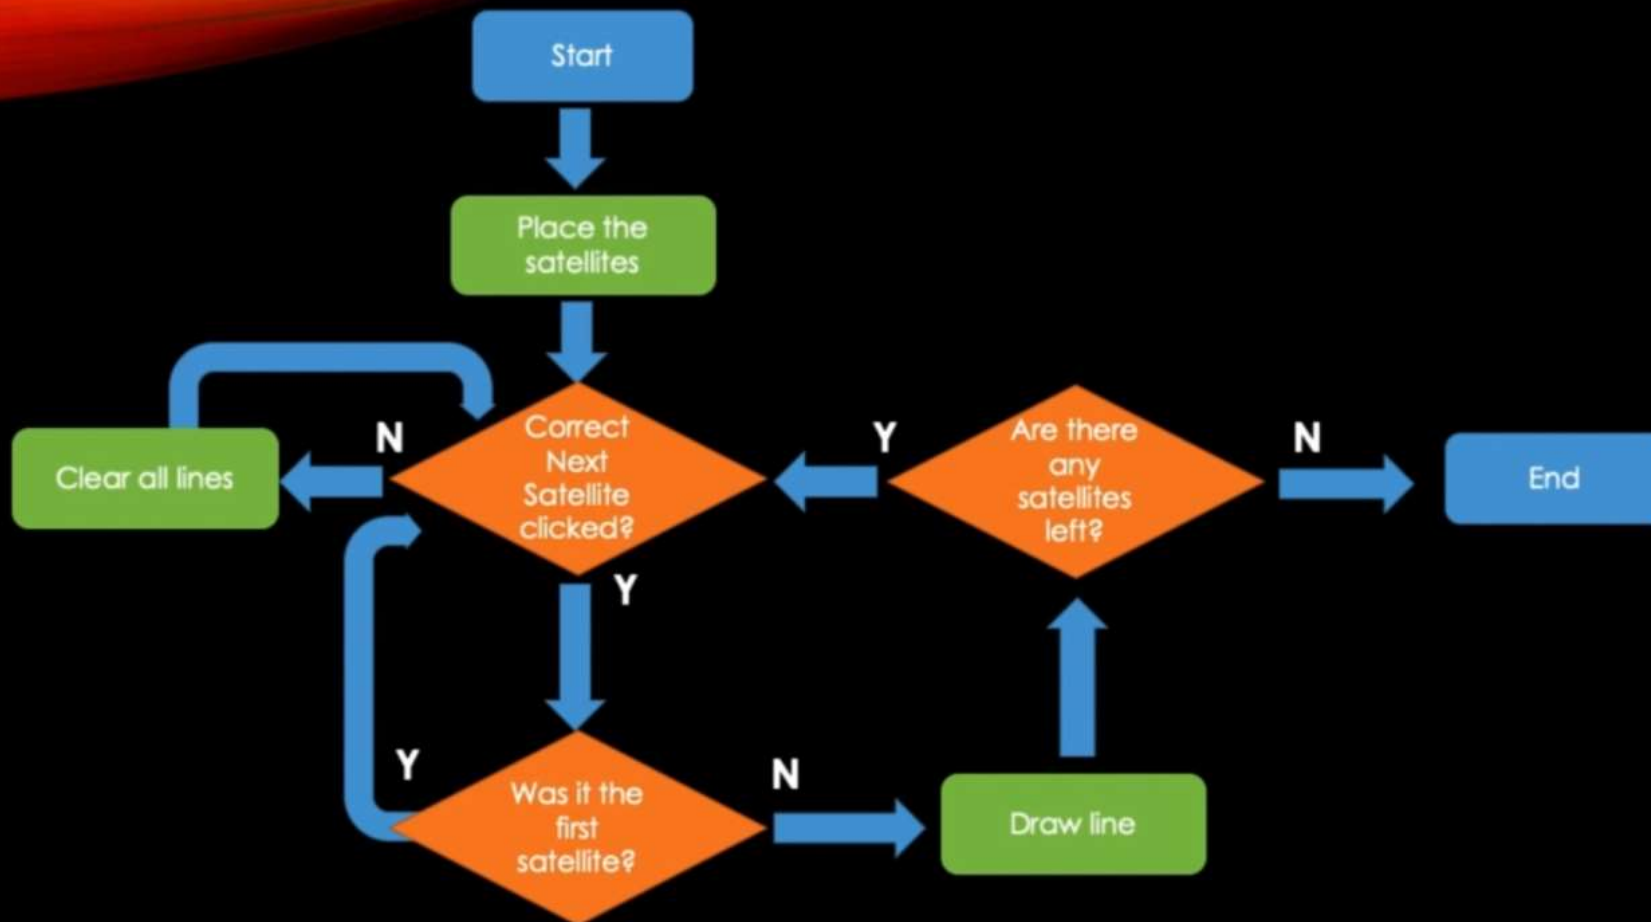 Start
Place the
satellites
Correct
Next
Satellite
clicked?
N
Clear all lines
Y
Are there
any
satellites
left?
N
End
Y
Was it the
first
satellite?
Y
N
Draw line